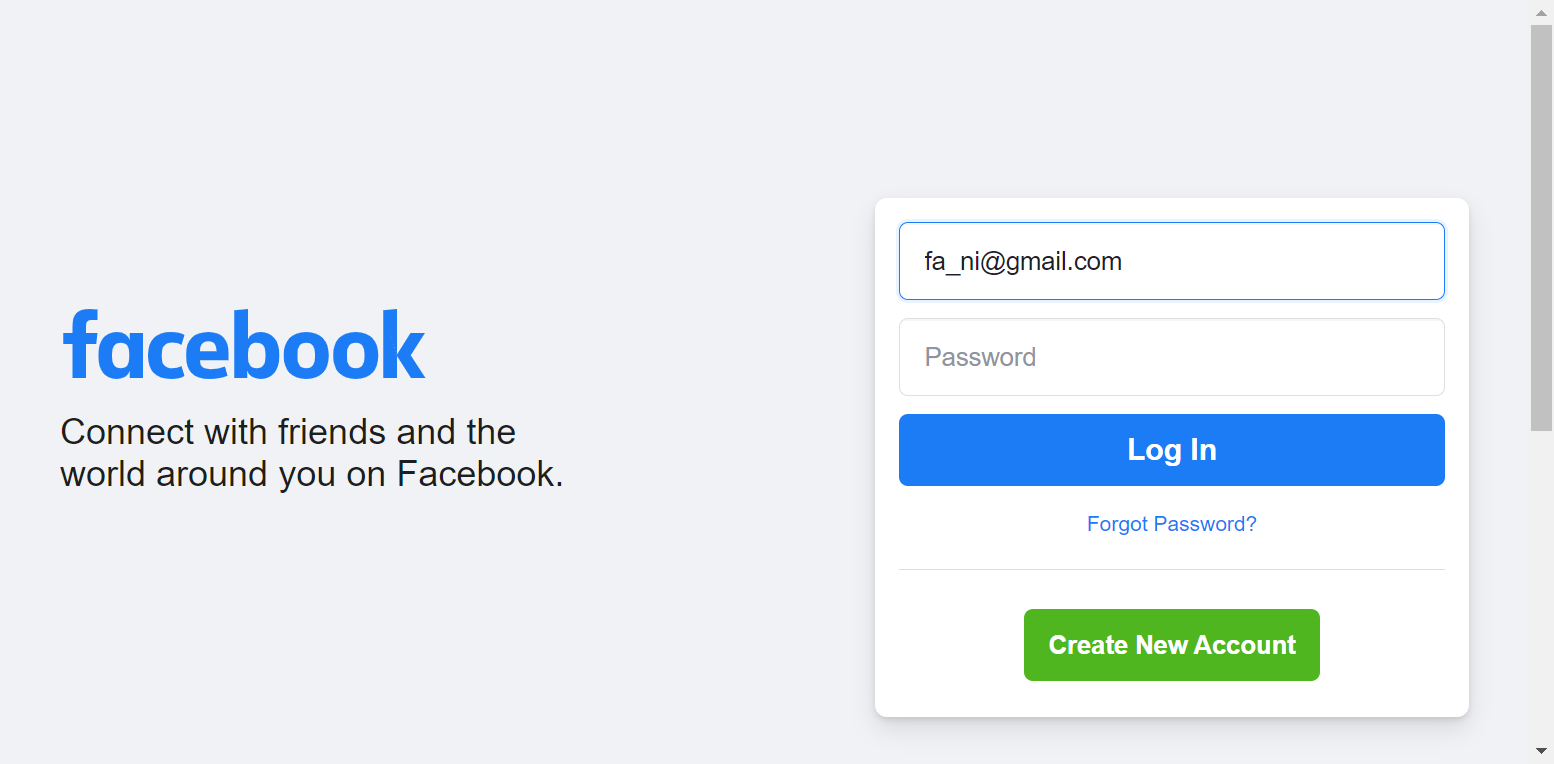 facebook
Connect with friends and the
world around you on Facebook.
fa_ni@gmail.com
Password
Log In
Forgot Password?
Create New Account